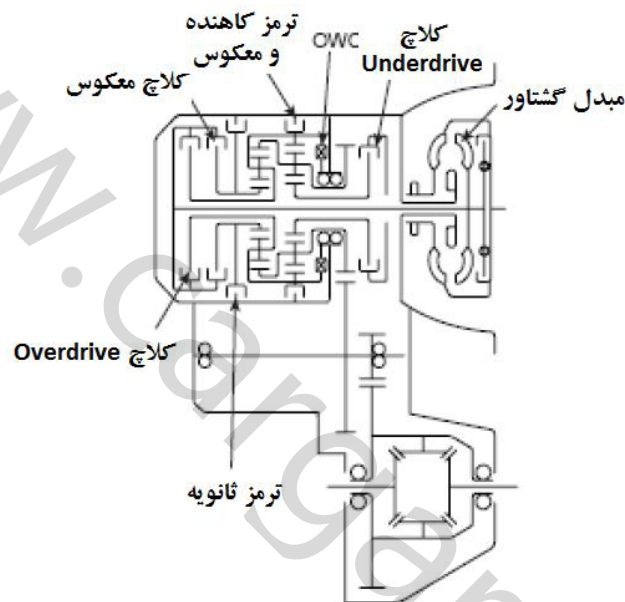 ترمز کاهنده
و معکوس
OWC
کلاچ
Underdrive
مبدل گشتاور
کلاچ معکوس
کلاچ Overdrive
ترمز ثانویه